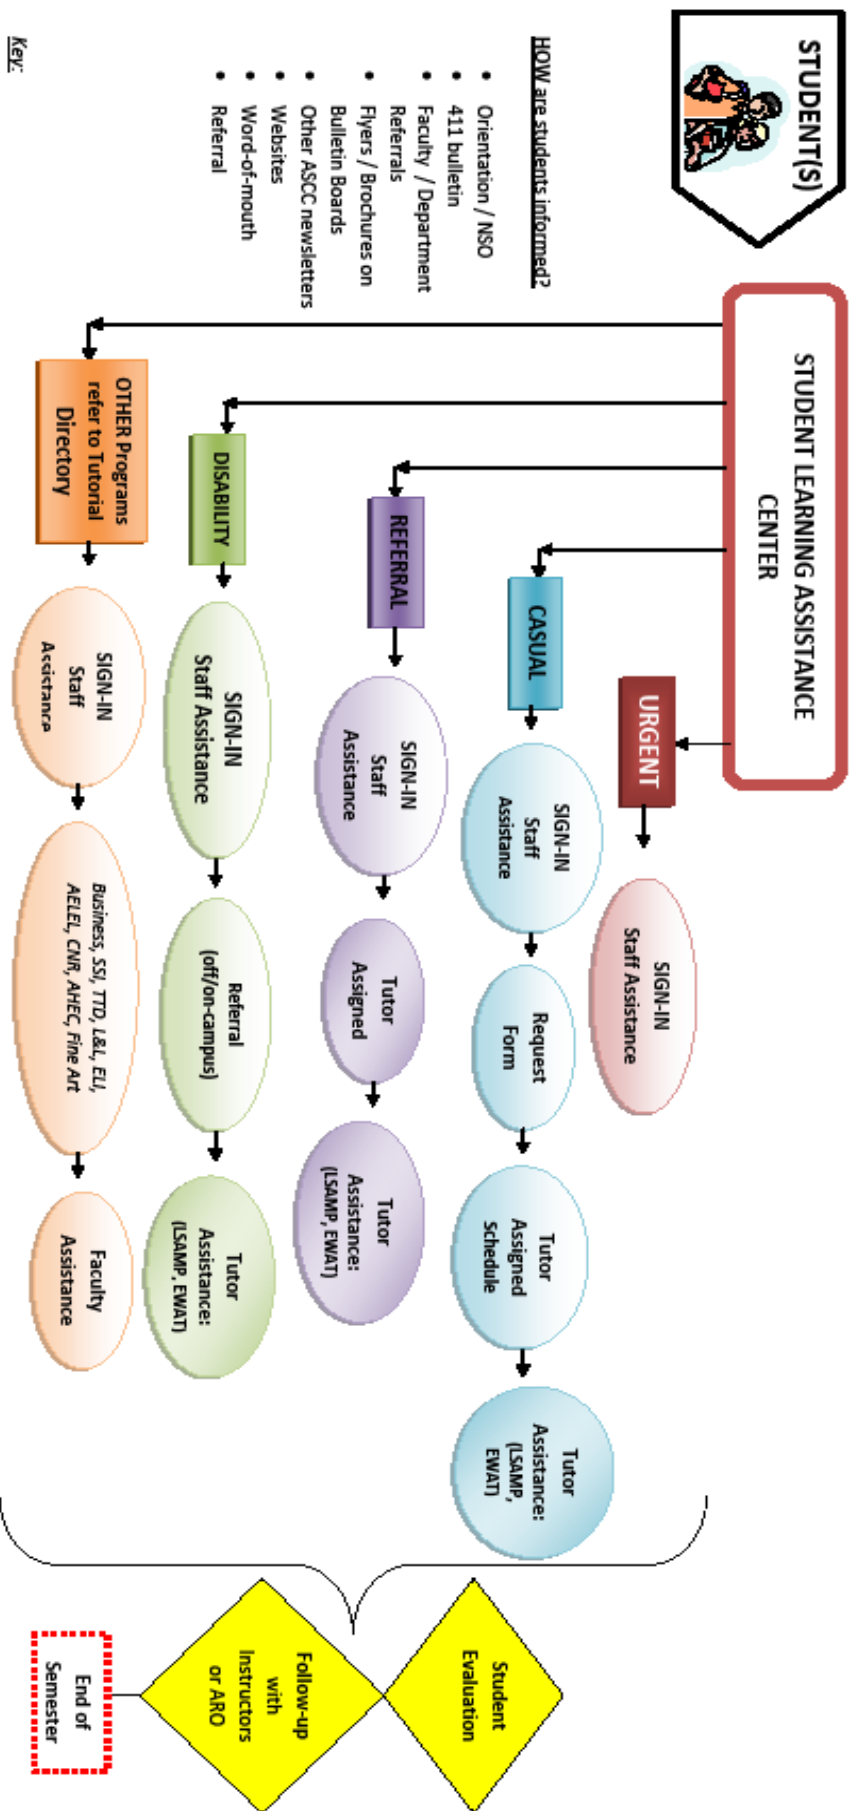 STUDENT(S)
STUDENT LEARNING ASSISTANCE
CENTER
HOW are students informed?
• Orientation / NSO
• 411 bulletin
• Faculty / Department
Referrals
• Flyers / Brochures on
Bulletin Boards
• Other ASCC newsletters
• Websites
• Word-of-mouth
• Referral
Key:
URGENT
SIGN-IN
Staff Assistance
CASUAL
SIGN-IN
Staff
Assistance
Request
Form
Tutor
Assigned
Schedule
Tutor
Assistance:
(LSAMP,
EWAT)
REFERRAL
SIGN-IN
Staff
Assistance
Tutor
Assigned
Tutor
Assistance:
(LSAMP, EWAT)
DISABILITY
SIGN-IN
Staff Assistance
Referral
(off/on-campus)
Tutor
Assistance:
(LSAMP, EWAT)
OTHER Programs
refer to Tutorial
Directory
SIGN-IN
Staff
Assistance
Business, SSI, TTD, L&L, ELI,
AELEL, CNR, AHEC, Fine Art
Faculty
Assistance
Student
Evaluation
Follow-up
with
Instructors
or ARO
End of
Semester